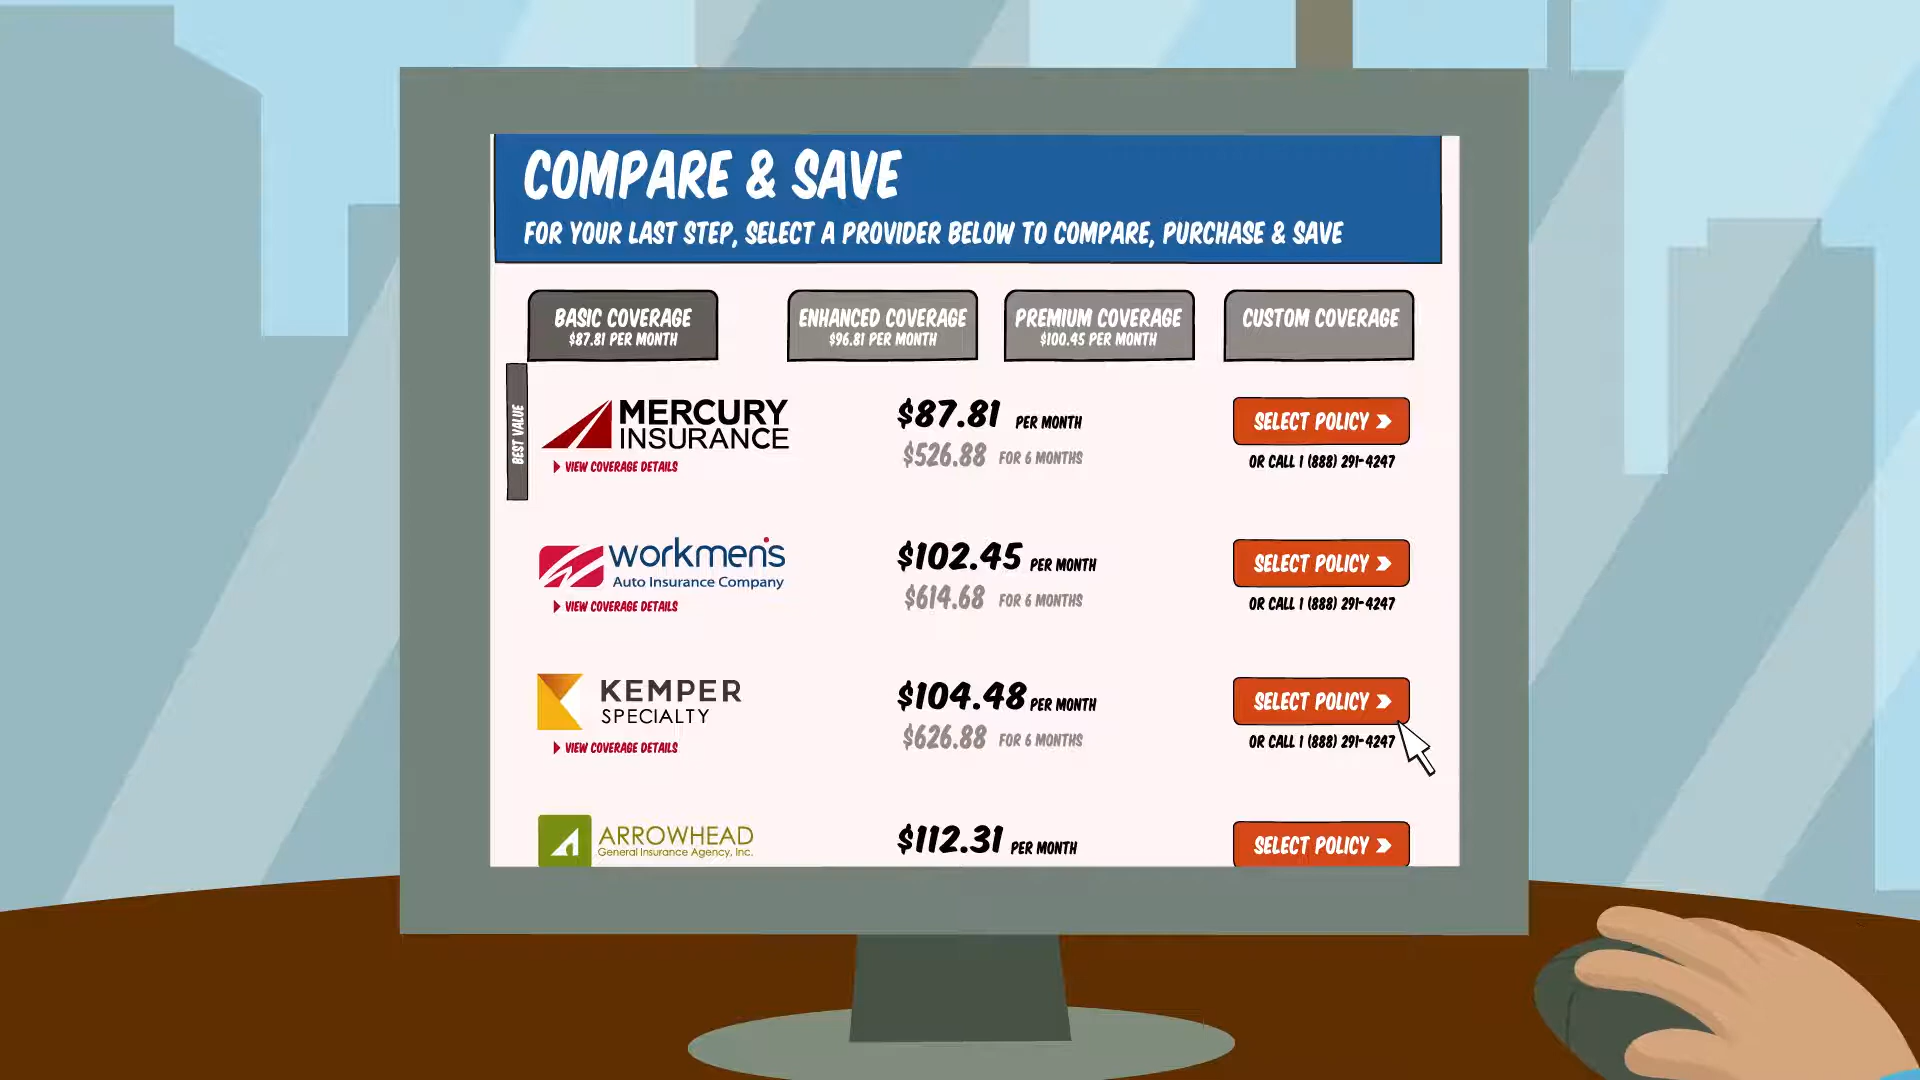 COMPARE & SAVE
FOR YOUR LAST STEP, SELECT A PROVIDER BELOW TO COMPARE, PURCHASE & SAVE
BASIC COVERAGE
$87.81 PER MONTH
ENHANCED COVERAGE
$96.81 PER MONTH
PREMIUM COVERAGE
$100.45 PER MONTH
CUSTOM COVERAGE
BEST VALUE
MERCURY
INSURANCE
VIEW COVERAGE DETAILS
$87.81 PER MONTH
$526.88 FOR 6 MONTHS
SELECT POLICY
OR CALL 1 (888) 291-4247
workmen's
Auto Insurance Company
VIEW COVERAGE DETAILS
$102.45 PER MONTH
$614.68 FOR 6 MONTHS
SELECT POLICY
OR CALL 1 (888) 291-4247
KEMPER
SPECIALTY
VIEW COVERAGE DETAILS
$104.48 PER MONTH
$626.88 FOR 6 MONTHS
SELECT POLICY
OR CALL 1 (888) 291-4247
ARROWHEAD
General Insurance Agency, Inc.
$112.31 PER MONTH
SELECT POLICY